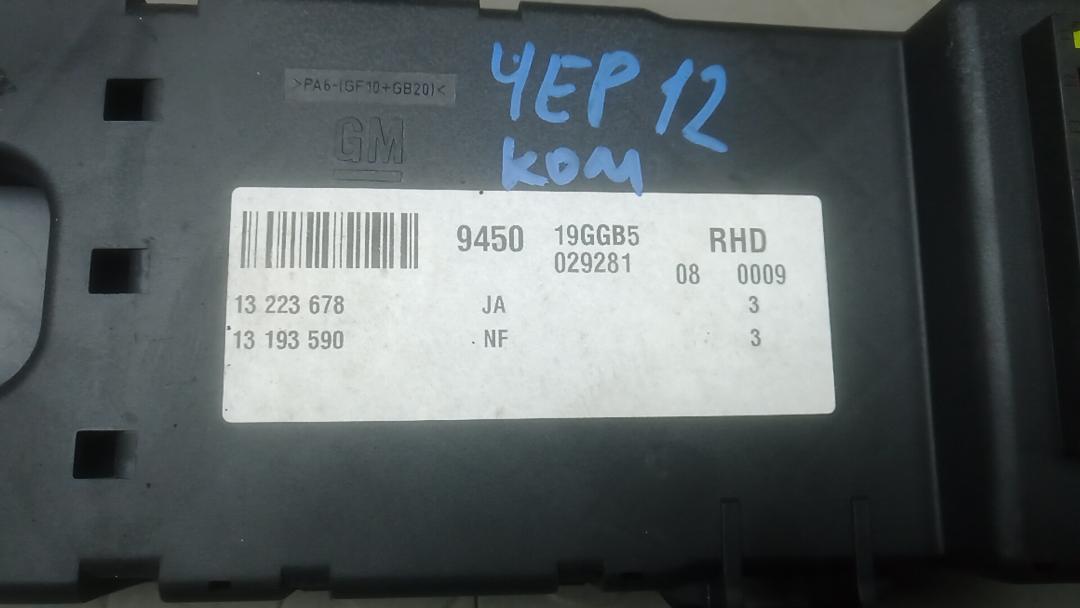 >PA6-(GF10+GB20)<
GM
ЧЕР 12
КОМ
9450 19GGB5 RHD
029281 08 0009
13 223 678 JA 3
13 193 590 NF 3